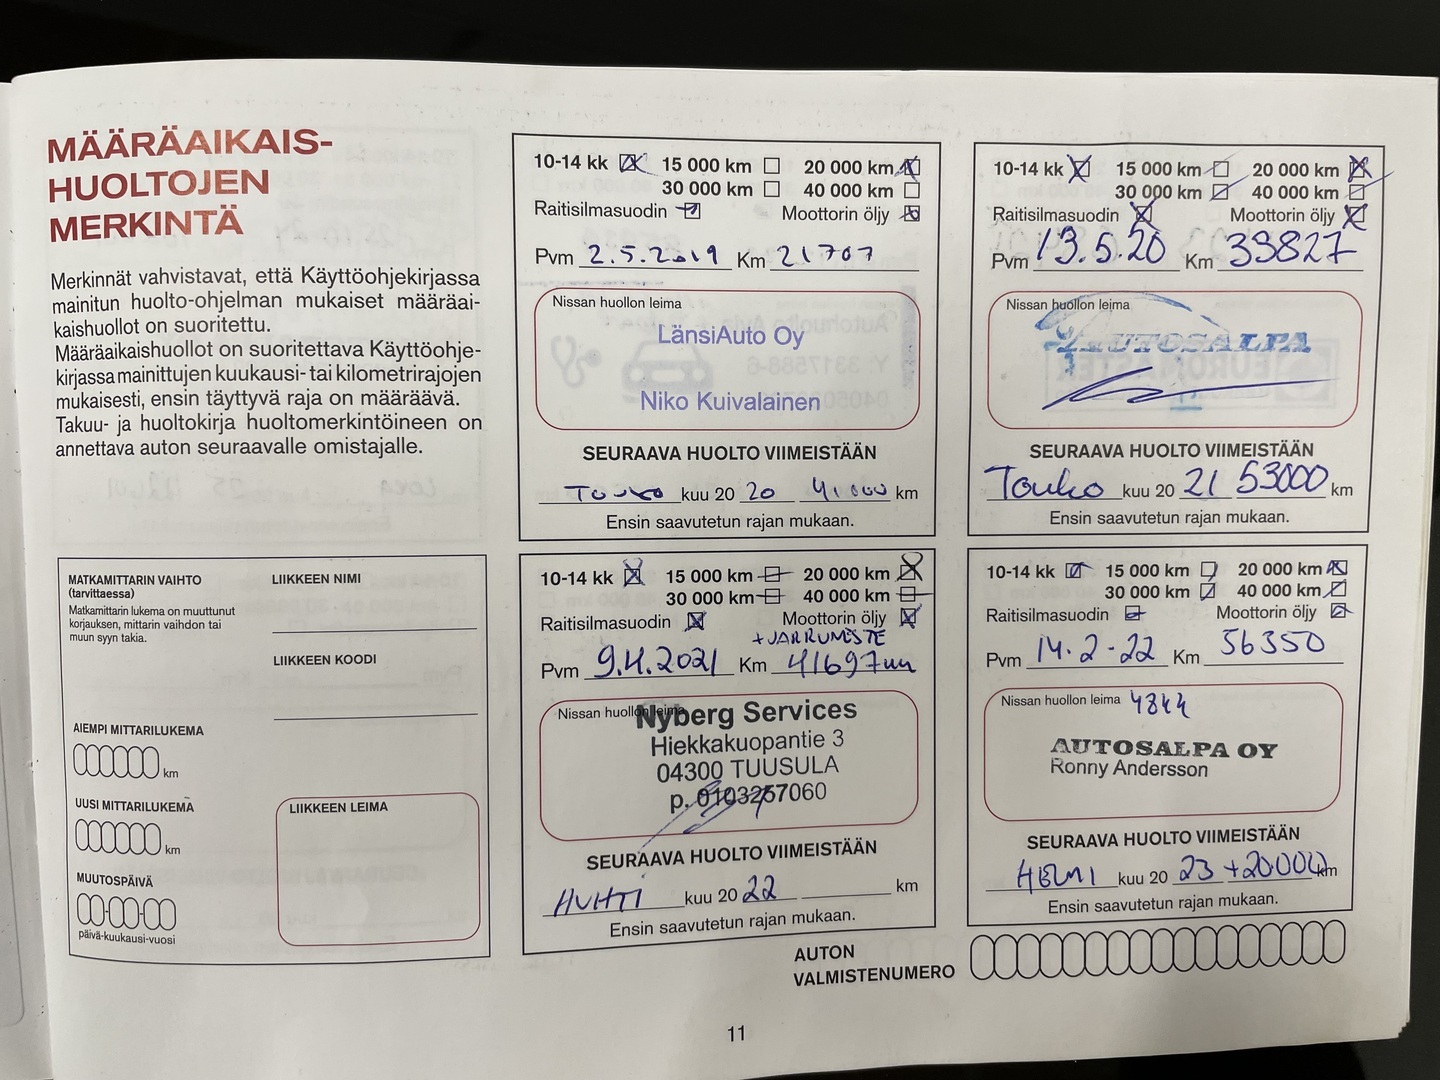 MÄÄRÄAIKAIS-
HUOLTOJEN
MERKINTÄ
Merkinnät vahvistavat, että Käyttöohjekirjassa
mainitun huolto-ohjelman mukaiset määräai-
kaishuollot on suoritettu.
Määräaikaishuollot on suoritettava Käyttöohje-
kirjassa mainittujen kuukausi- tai kilometrirajojen
mukaisesti, ensin täyttyvä raja on määräävä.
Takuu- ja huoltokirja huoltomerkintöineen on
annettava auton seuraavalle omistajalle.
MATKAMITTARIN VAIHTO
(tarvittaessa)
Matkamittarin lukema on muuttunut
korjauksen, mittarin vaihdon tai
muun syyn takia.
LIIKKEEN NIMI
LIIKKEEN KOODI
AIEMPI MITTARILUKEMA
km
UUSI MITTARILUKEMA
km
MUUTOSPÄIVÄ
päivä-kuukausi-vuosi
LIIKKEEN LEIMA
10-14 kk 15 000 km 20 000 km
30 000 km 40 000 km
Raitisilmasuodin Moottorin öljy
Pvm 2.5.2019 Km 21707
Nissan huollon leima
LänsiAuto Oy
Niko Kuivalainen
SEURAAVA HUOLTO VIIMEISTÄÄN
Touko kuu 20 20 41000 km
Ensin saavutetun rajan mukaan.
10-14 kk 15 000 km 20 000 km
30 000 km 40 000 km
Raitisilmasuodin Moottorin öljy
Pvm 13.5.20 Km 33827
Nissan huollon leima
AUTOSALPA
SEURAAVA HUOLTO VIIMEISTÄÄN
Touko kuu 20 21 53000 km
Ensin saavutetun rajan mukaan.
10-14 kk 15 000 km 20 000 km
30 000 km 40 000 km
Raitisilmasuodin Moottorin öljy
+JARRUNESTE
Pvm 9.4.2021 Km 41697
Nissan huollon leima
Nyberg Services
Hiekkakuopantie 3
04300 TUUSULA
p. 0103267060
SEURAAVA HUOLTO VIIMEISTÄÄN
HUHTI kuu 20 22 km
Ensin saavutetun rajan mukaan.
10-14 kk 15 000 km 20 000 km
30 000 km 40 000 km
Raitisilmasuodin Moottorin öljy
Pvm 14.2-22 Km 56350
Nissan huollon leima
AUTOSALPA OY
Ronny Andersson
SEURAAVA HUOLTO VIIMEISTÄÄN
HELMI kuu 20 23 +20000 km
Ensin saavutetun rajan mukaan.
AUTON
VALMISTENUMERO
11